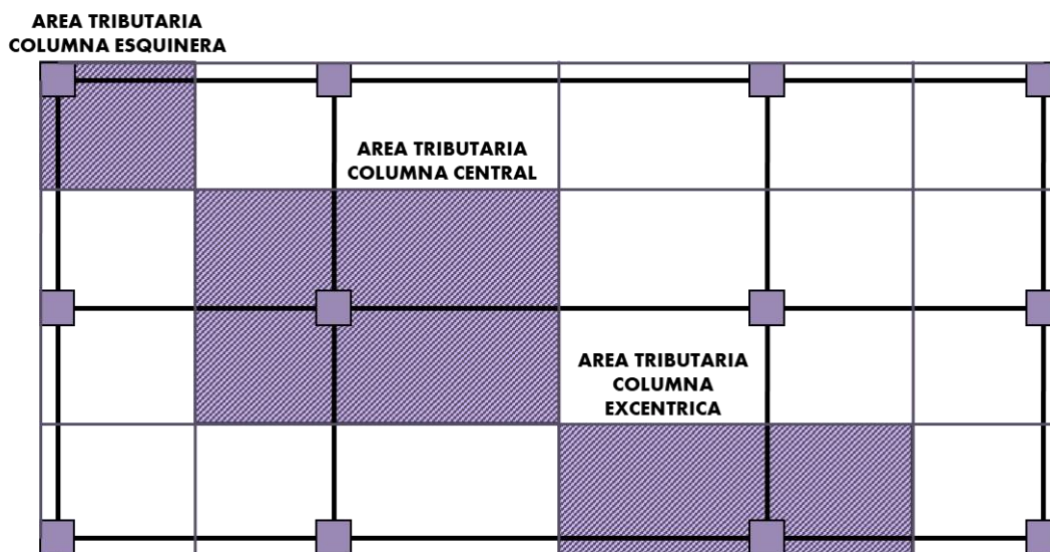 AREA TRIBUTARIA
COLUMNA ESQUINERA
AREA TRIBUTARIA
COLUMNA CENTRAL
AREA TRIBUTARIA
COLUMNA
EXCENTRICA